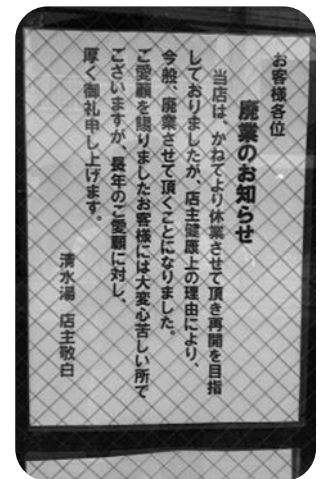 お客様各位
廃業のお知らせ
当店は、かねてより休業させて頂き再開を目指
しておりましたが、店主健康上の理由により、
今般、廃業させて頂くことになりました。
ご愛顧を賜りましたお客様には大変心苦しい所で
ございますが、長年のご愛顧に対し、
厚く御礼申し上げます。
清水湯 店主敬白